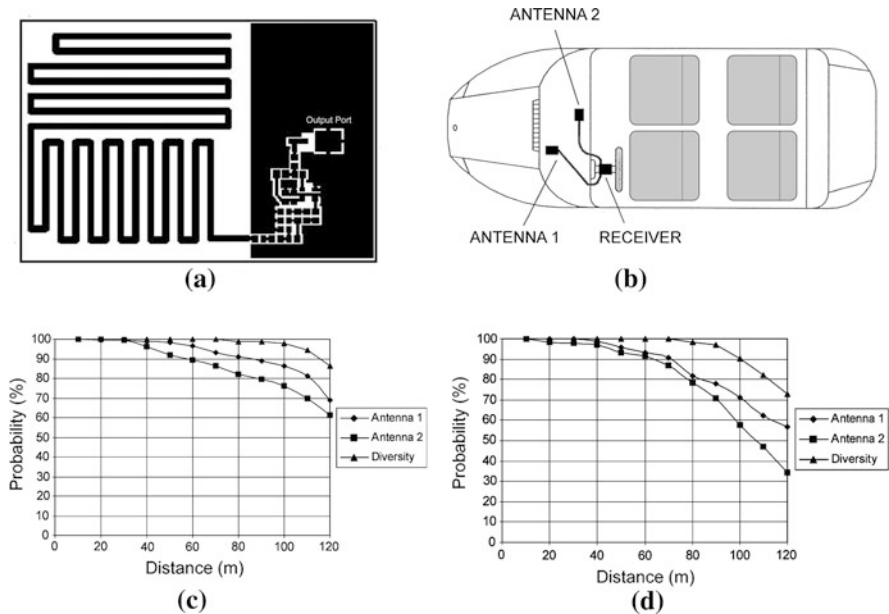 Output Port
(a)
ANTENNA 2
ANTENNA 1
RECEIVER
(b)
Probability (%)
100
90
80
70
60
50
40
30
20
10
0
0 20 40 60 80 100 120
Distance (m)
Antenna 1
Antenna 2
Diversity
(c)
Probability (%)
100
90
80
70
60
50
40
30
20
10
0
0 20 40 60 80 100 120
Distance (m)
Antenna 1
Antenna 2
Diversity
(d)